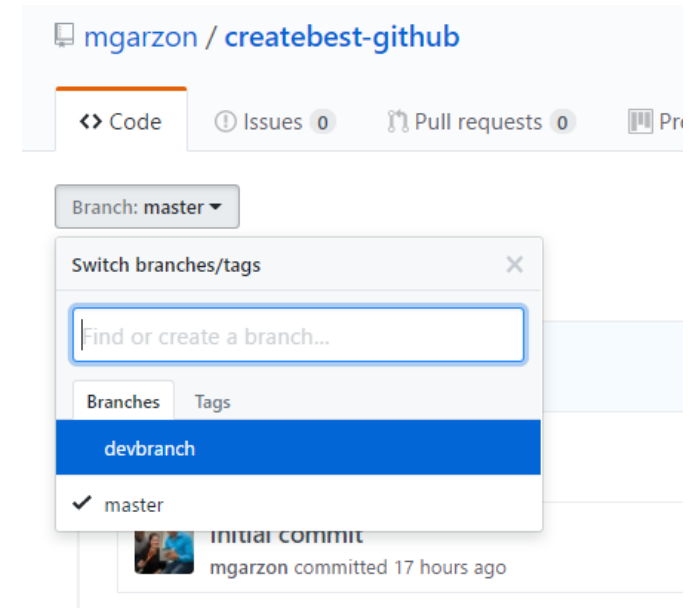 mgarzon / createbest-github
Code Issues 0 Pull requests 0
Branch: master
Switch branches/tags
Find or create a branch...
Branches Tags
devbranch
master
Initial commit
mgarzon committed 17 hours ago